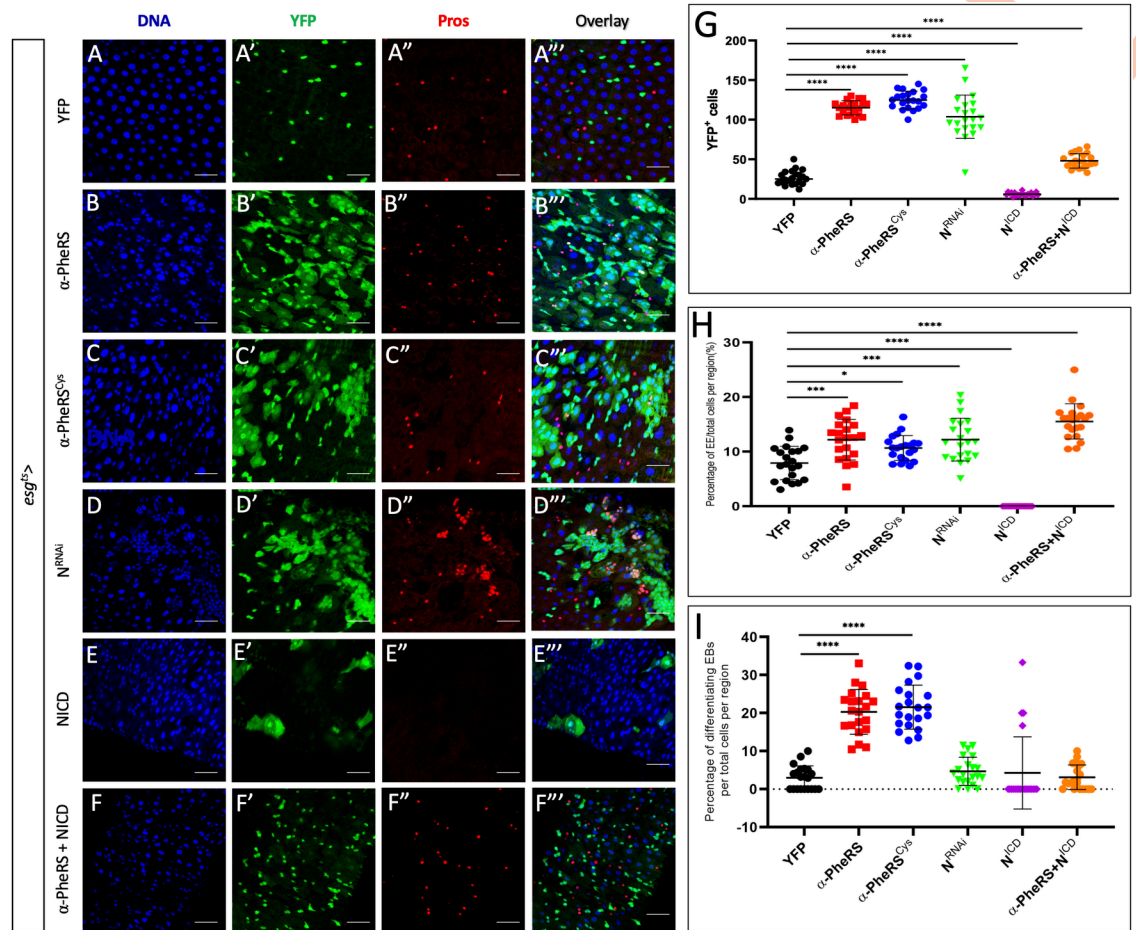 DNA YFP Pros Overlay
esgts>
YFP
A A' A'' A'''
α-PheRS
B B' B'' B'''
α-PheRSCys
C C' C'' C'''
NRNAi
D D' D'' D'''
NICD
E E' E'' E'''
α-PheRS + NICD
F F' F'' F'''
G
****
****
****
****
****
YFP+ cells
200
150
100
50
0
YFP α-PheRS α-PheRSCys NRNAi NICD α-PheRS+NICD
H
****
****
***
*
***
Percentage of EE/total cells per region(%)
30
20
10
0
YFP α-PheRS α-PheRSCys NRNAi NICD α-PheRS+NICD
I
****
****
Percentage of differentiating EBs
per total cells per region
40
30
20
10
0
-10
YFP α-PheRS α-PheRSCys NRNAi NICD α-PheRS+NICD